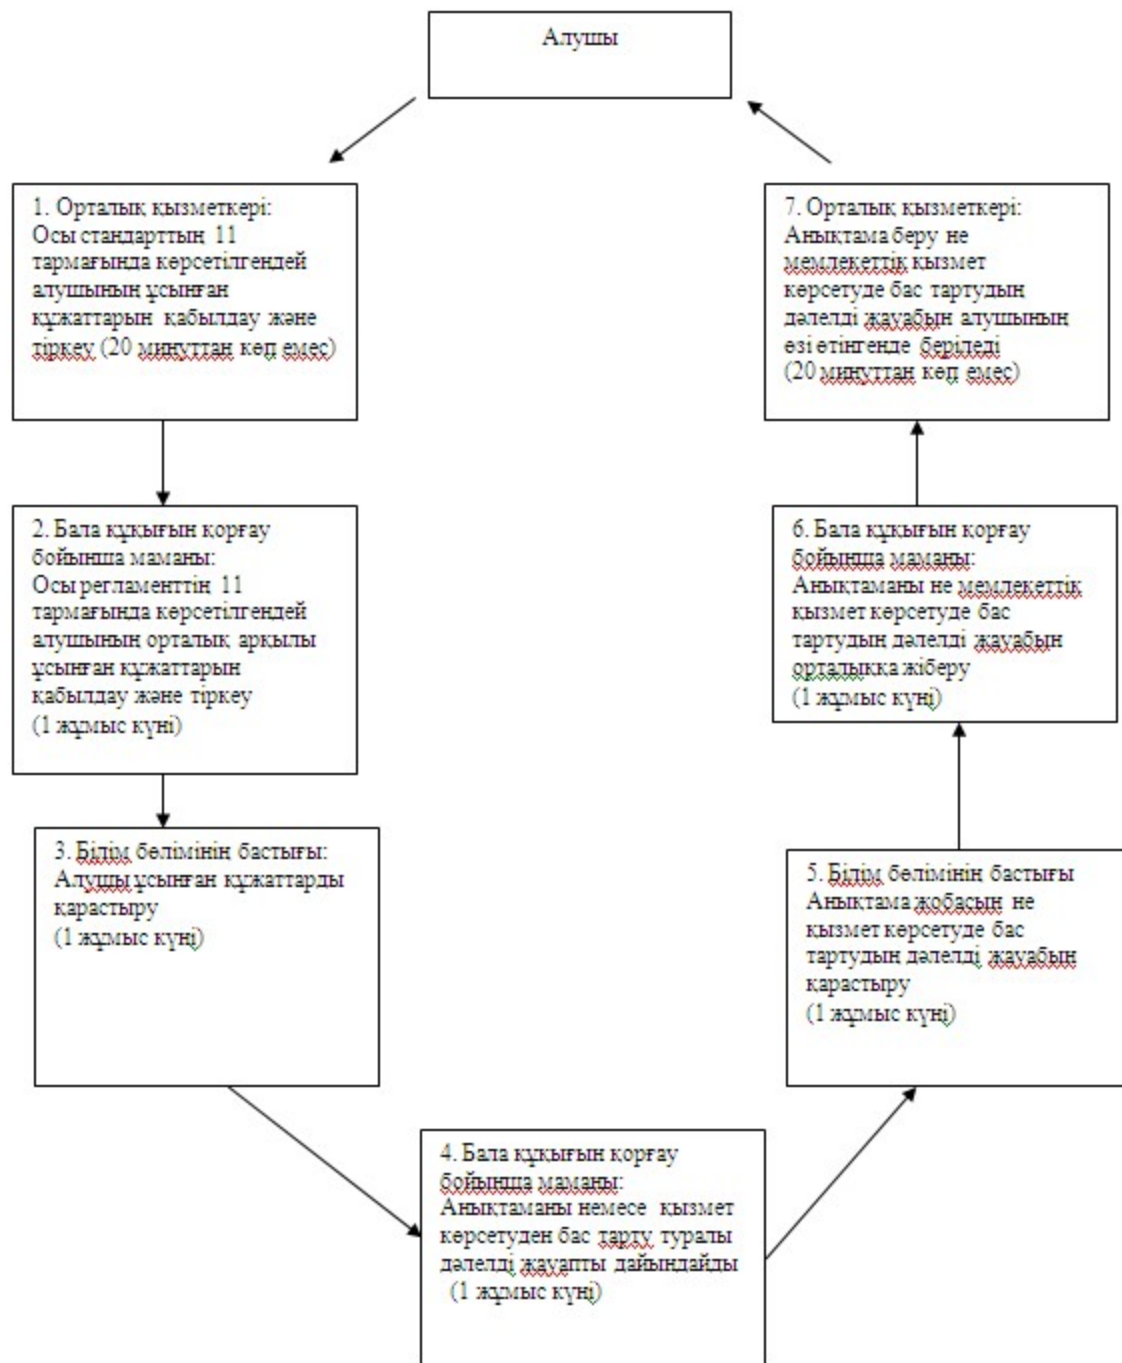 Алушы
1. Орталық қызметкері:
Осы стандарттың 11
тармағында көрсетілгендей
алушының ұсынған
құжаттарын қабылдау және
тіркеу (20 минуттан көп емес)
2. Бала құқығын қорғау
бойынша маманы:
Осы регламенттің 11
тармағында көрсетілгендей
алушының орталық арқылы
ұсынған құжаттарын
қабылдау және тіркеу
(1 жұмыс күні)
3. Білім бөлімінің бастығы:
Алушы ұсынған құжаттарды
қарастыру
(1 жұмыс күні)
4. Бала құқығын қорғау
бойынша маманы:
Анықтаманы немесе қызмет
көрсетуден бас тарту туралы
дәлелді жауапты дайындайды
(1 жұмыс күні)
5. Білім бөлімінің бастығы
Анықтама жобасын не
қызмет көрсетуде бас
тартудың дәлелді жауабын
қарастыру
(1 жұмыс күні)
6. Бала құқығын қорғау
бойынша маманы:
Анықтаманы не мемлекеттік
қызмет көрсетуде бас
тартудың дәлелді жауабын
орталыққа жіберу
(1 жұмыс күні)
7. Орталық қызметкері:
Анықтама беру не
мемлекеттік қызмет
көрсетуде бас тартудың
дәлелді жауабын алушының
өзі өтінгенде беріледі
(20 минуттан көп емес)